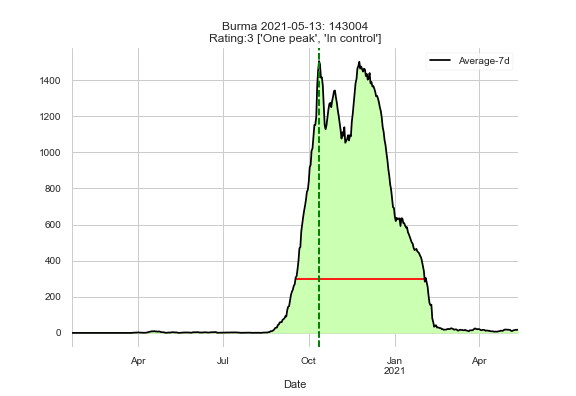 Burma 2021-05-13: 143004
Rating:3 ['One peak', 'In control']
Average-7d
1400
1200
1000
800
600
400
200
0
Apr
Jul
Oct
Jan
2021
Apr
Date